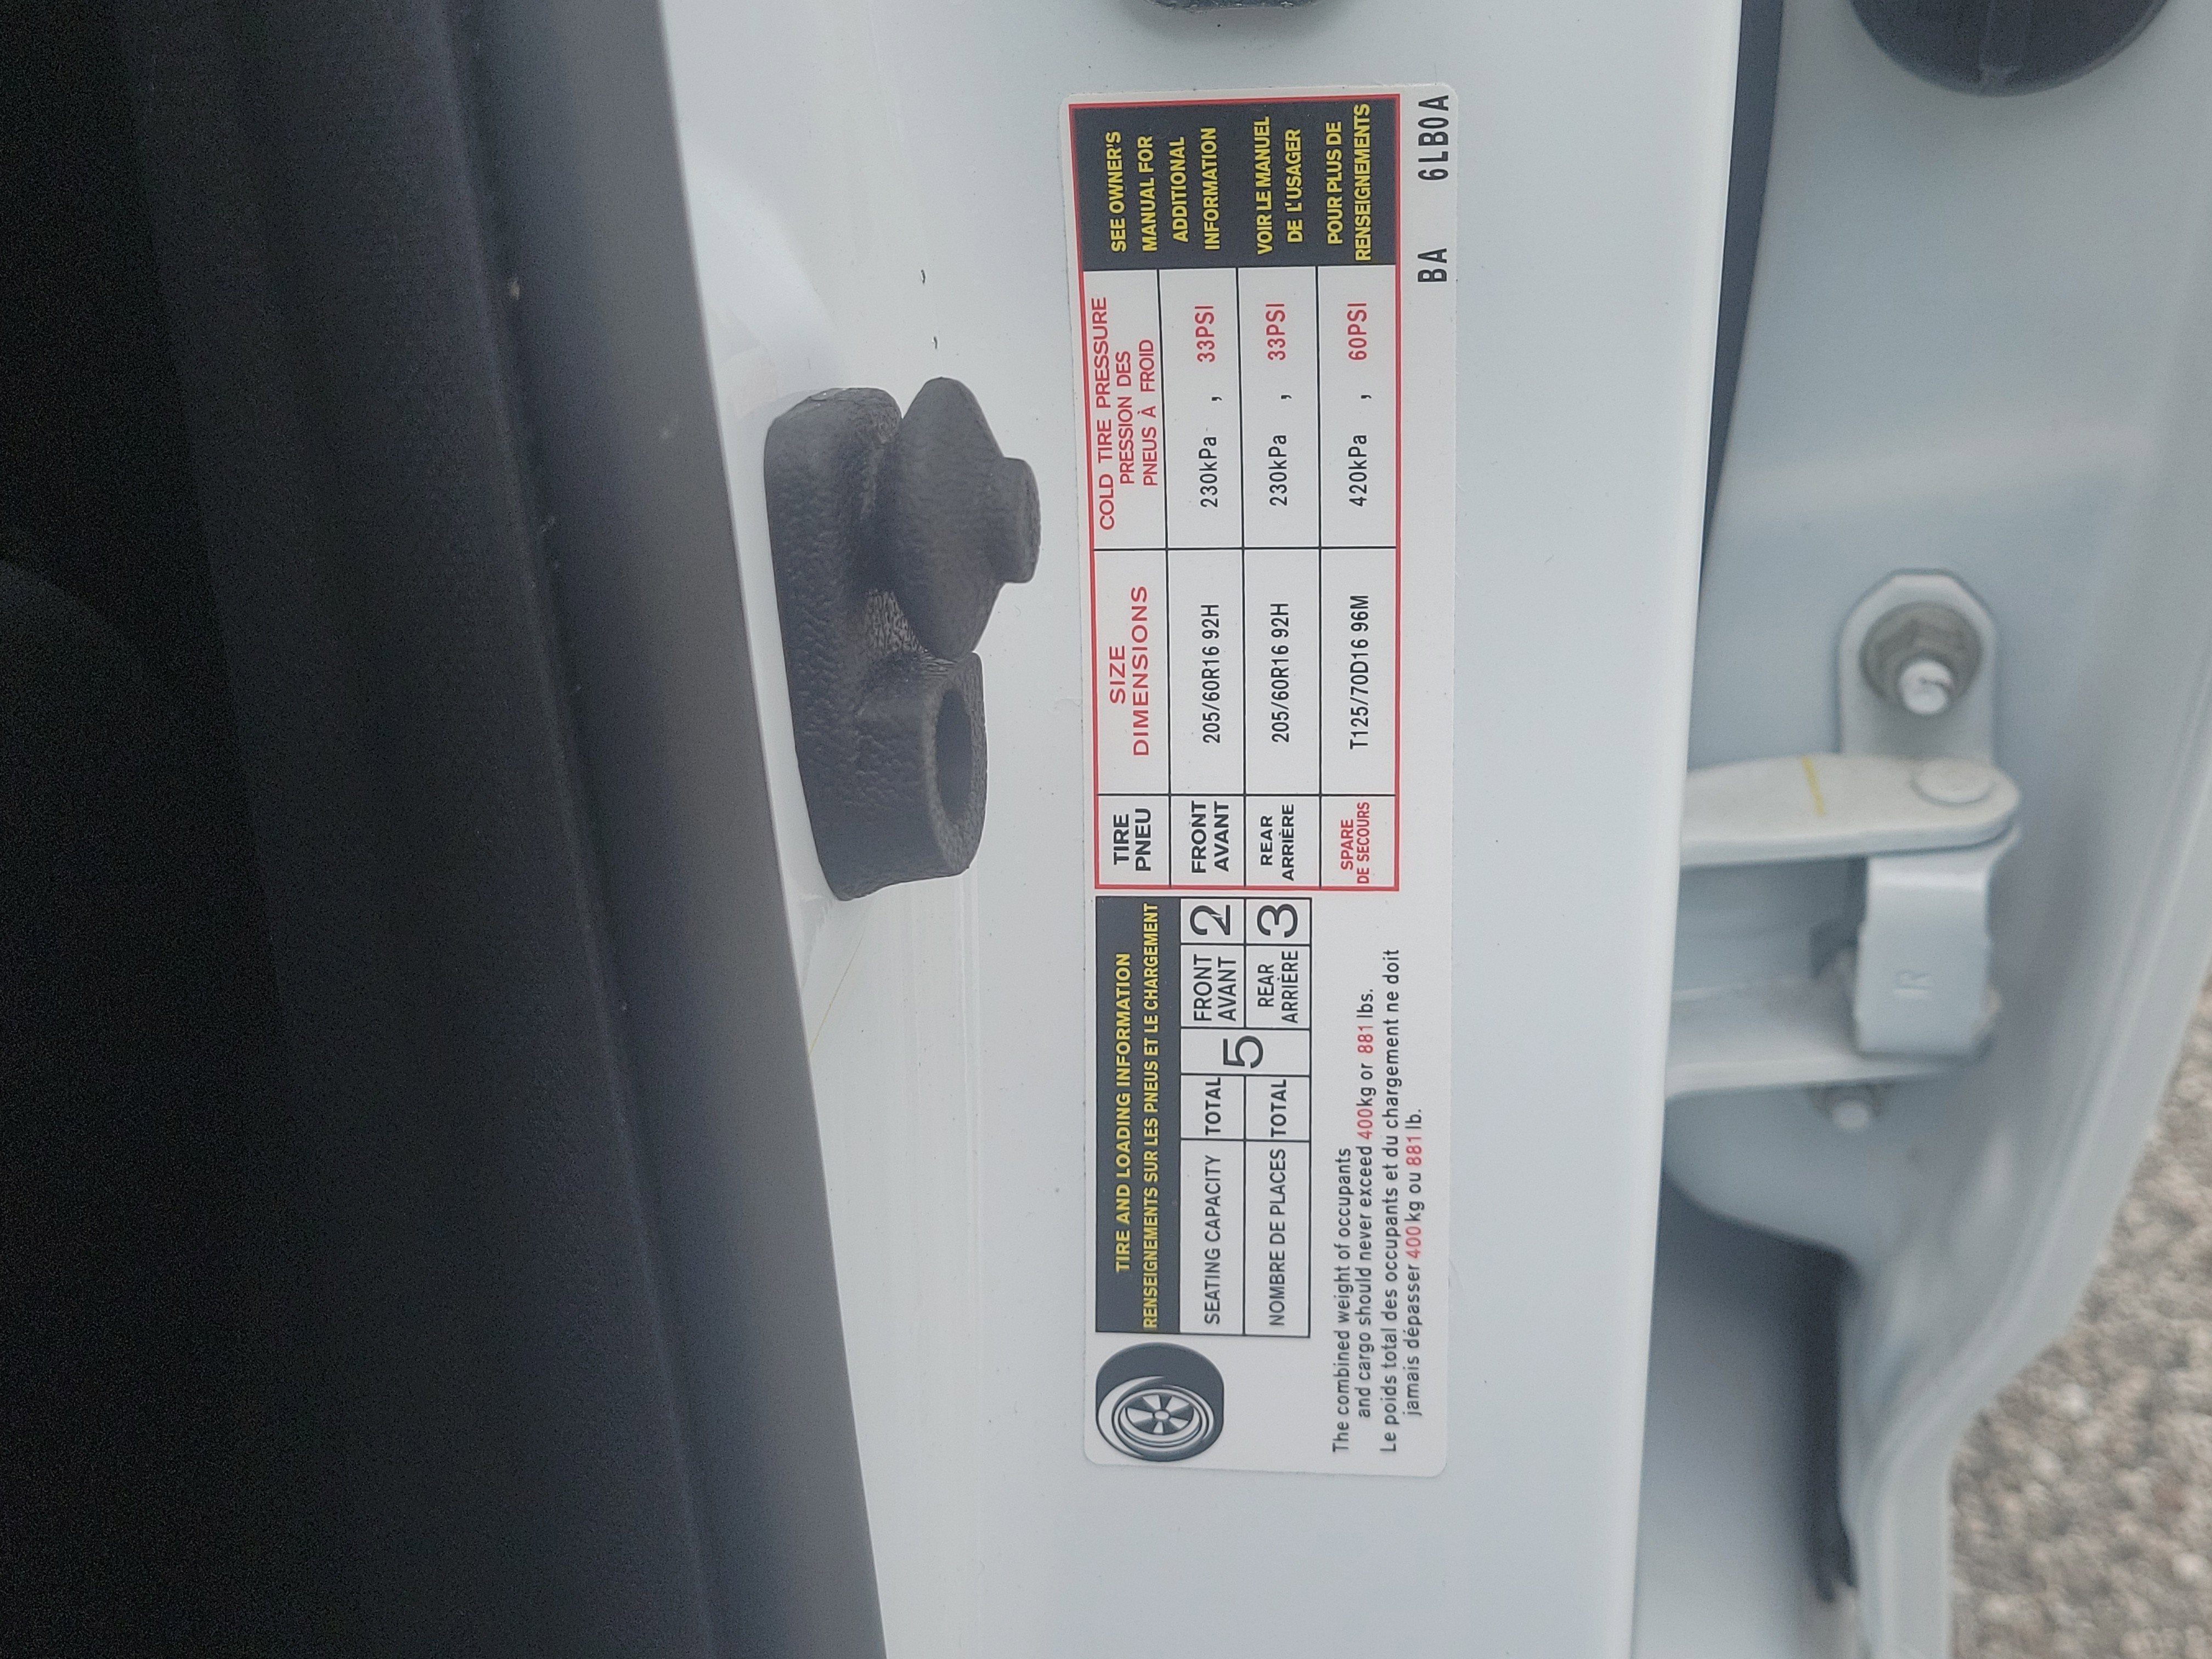 TIRE AND LOADING INFORMATION
RENSEIGNEMENTS SUR LES PNEUS ET LE CHARGEMENT
SEATING CAPACITY TOTAL 5 FRONT AVANT 2
NOMBRE DE PLACES TOTAL REAR ARRIÈRE 3
The combined weight of occupants
and cargo should never exceed 400kg or 881 lbs.
Le poids total des occupants et du chargement ne doit
jamais dépasser 400 kg ou 881 lb.
TIRE
PNEU
SIZE
DIMENSIONS
COLD TIRE PRESSURE
PRESSION DES
PNEUS À FROID
FRONT
AVANT
205/60R16 92H
230kPa , 33PSI
REAR
ARRIÈRE
205/60R16 92H
230kPa , 33PSI
SPARE
DE SECOURS
T125/70D16 96M
420kPa , 60PSI
SEE OWNER'S
MANUAL FOR
ADDITIONAL
INFORMATION
VOIR LE MANUEL
DE L'USAGER
POUR PLUS DE
RENSEIGNEMENTS
BA 6LB0A